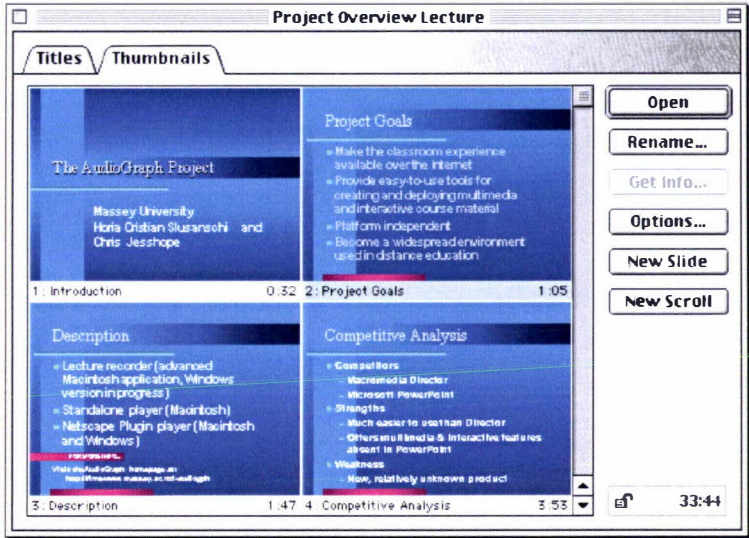 Project Overview Lecture
Titles
Thumbnails
The AudioGraph Project
Massey University
Horia Cristian Slusanschi and
Chris Jesshope
1: Introduction 0:32
Project Goals
Make the classroom experience
available over the Internet
Provide easy-to-use tools for
creating and deploying multimedia
and interactive course material
Platform independent
Become a widespread environment
used in distance education
2: Project Goals 1:05
Description
Lecture recorder (advanced
Macintosh application, Windows
version in progress)
Standalone player (Macintosh)
Netscape Plugin player (Macintosh
and Windows)
Visit the AudioGraph homepage at:
3: Description 1:47
Competitive Analysis
Competitors
– Macromedia Director
– Microsoft PowerPoint
Strengths
– Much easier to use than Director
– Offers multimedia & interactive features
absent in PowerPoint
Weakness
– New, relatively unknown product
4: Competitive Analysis 3:53
Open
Rename...
Get Info...
Options...
New Slide
New Scroll
33:44